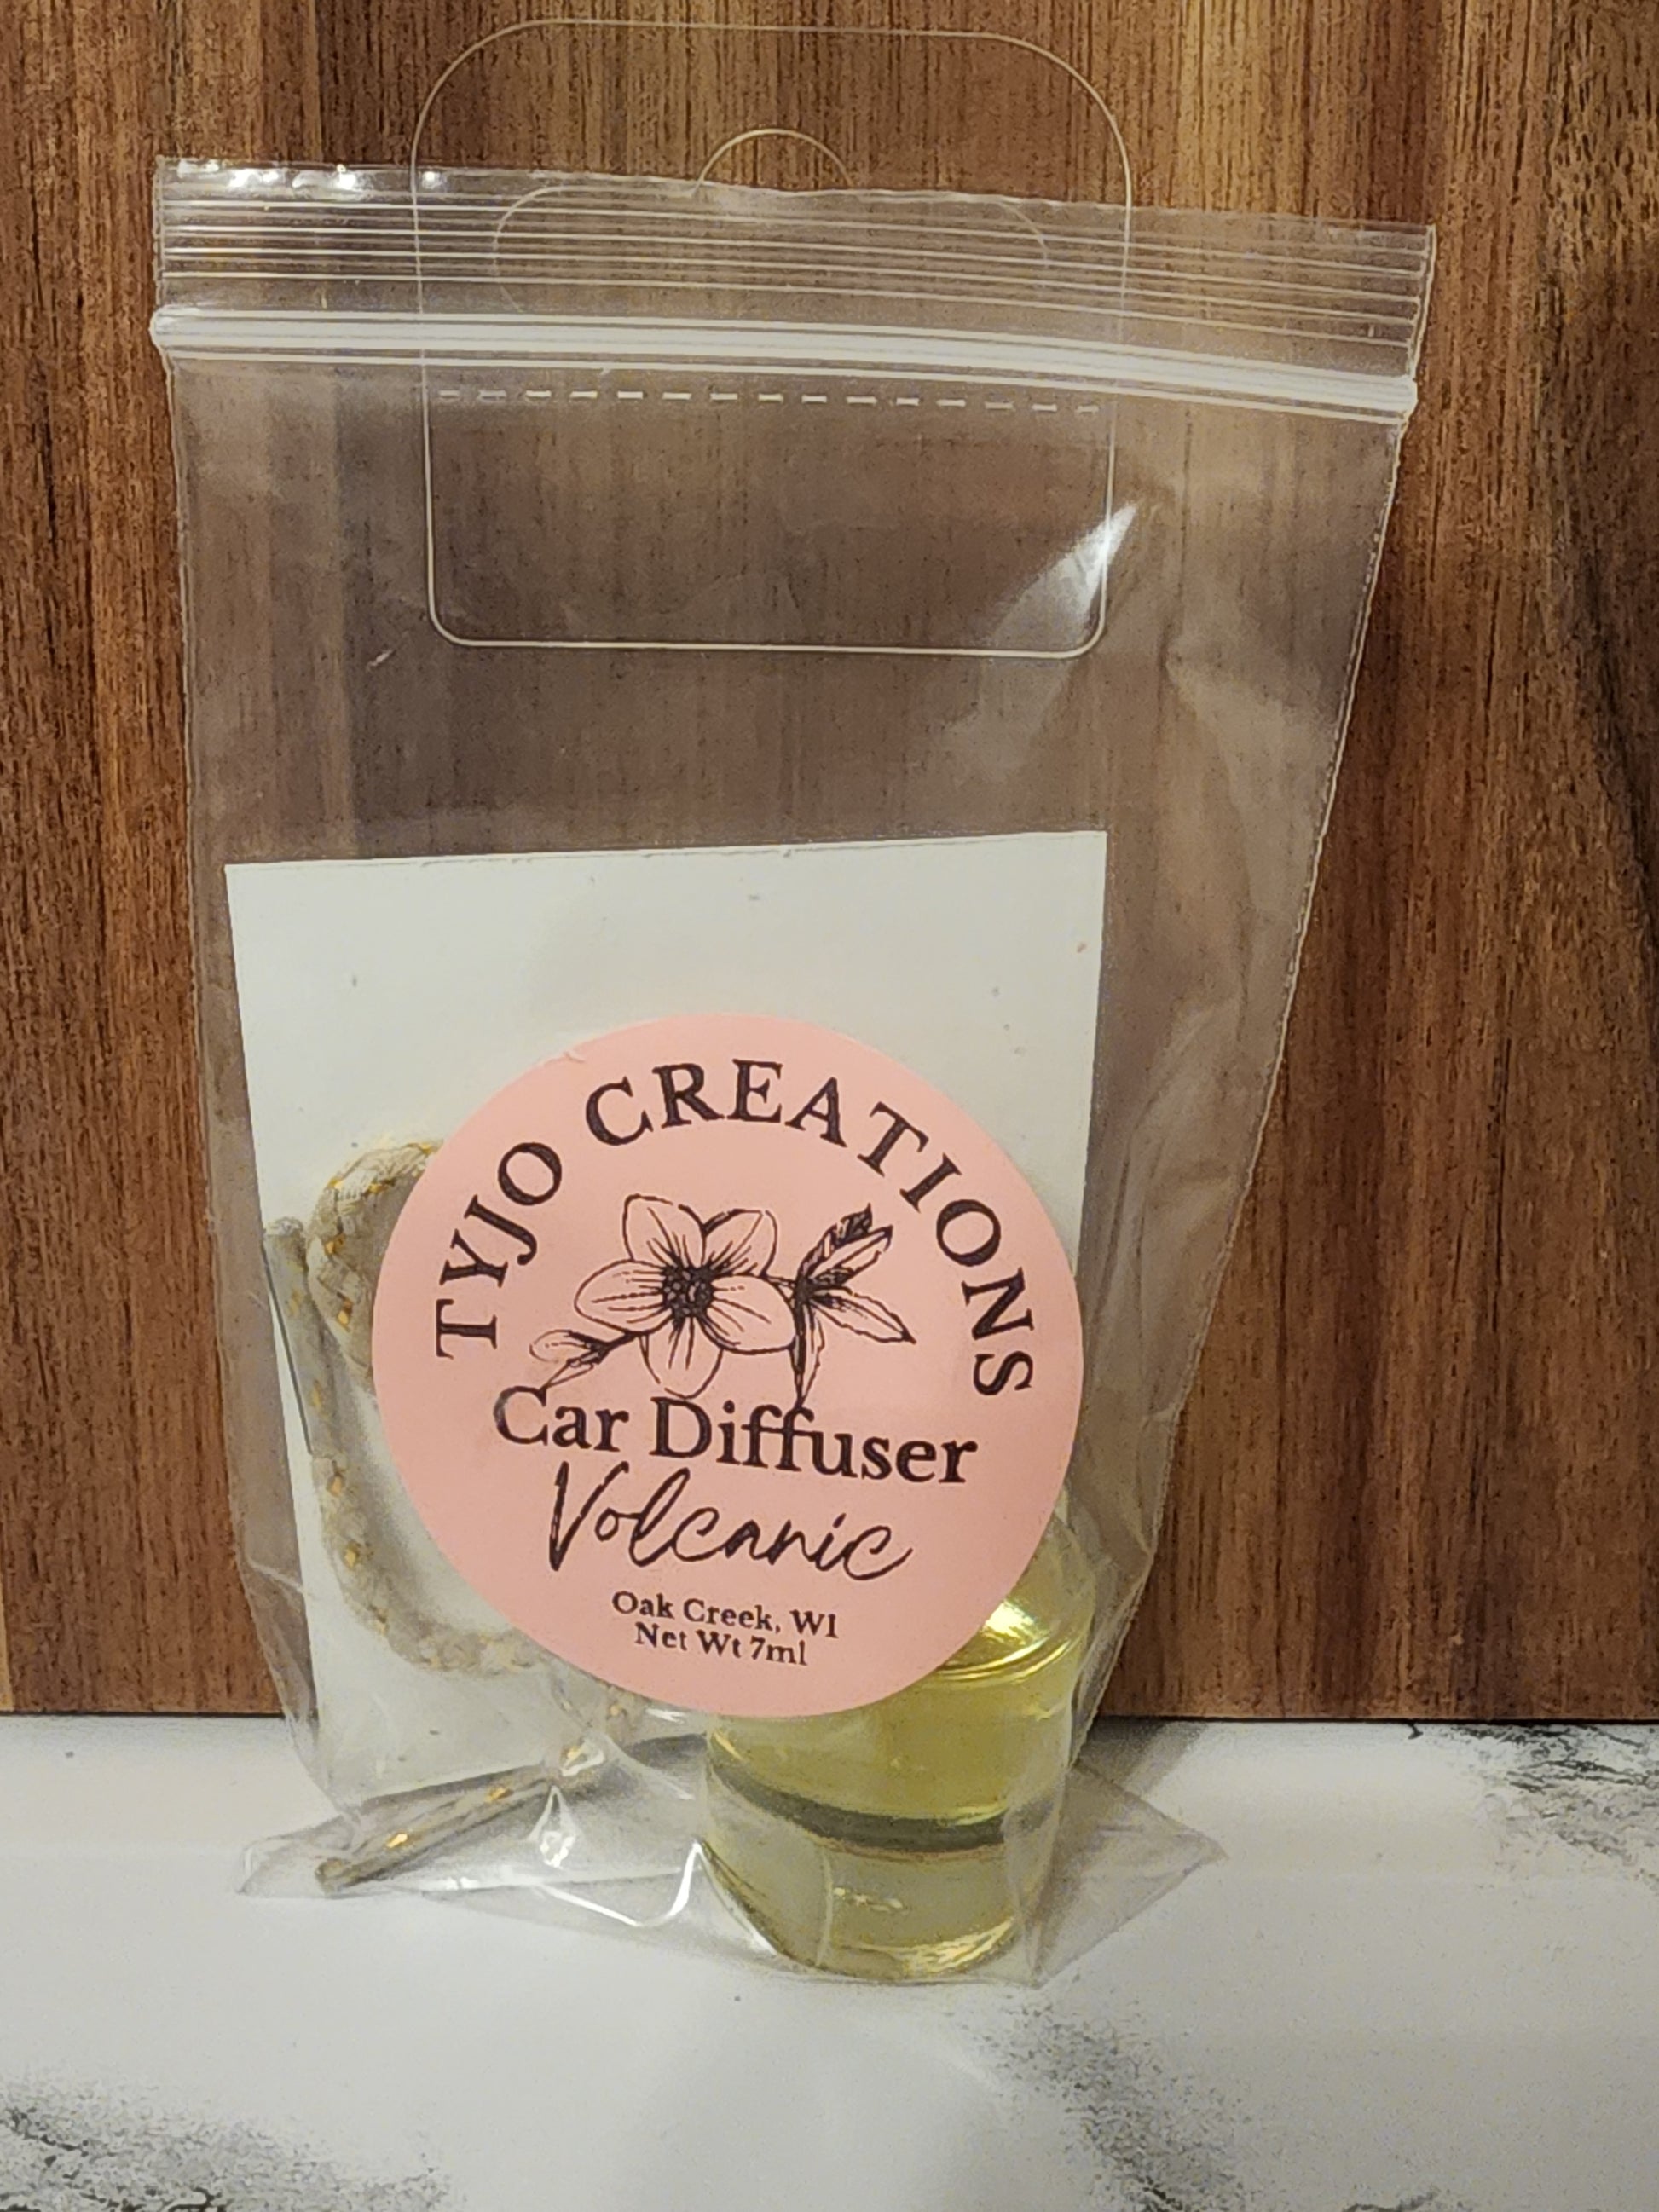 TYJO CREATIONS
Car Diffuser
Volcanic
Oak Creek, WI
Net Wt 7ml